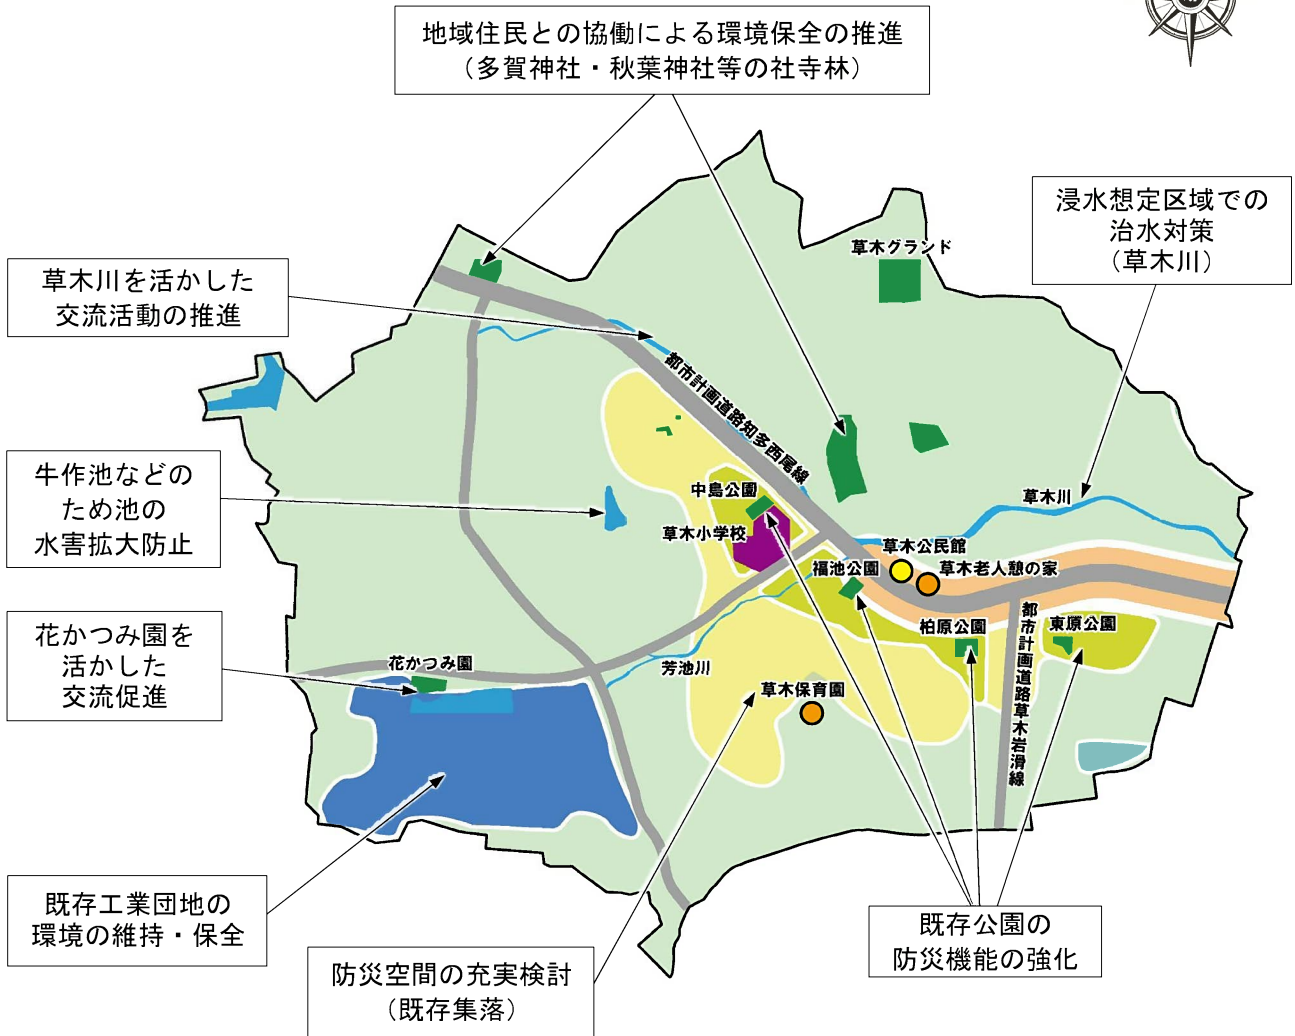 地域住民との協働による環境保全の推進
（多賀神社・秋葉神社等の社寺林）
浸水想定区域での
治水対策
（草木川）
草木グランド
草木川を活かした
交流活動の推進
都市計画道路知多西尾線
牛作池などの
ため池の
水害拡大防止
中島公園
草木川
草木小学校
草木公民館
福池公園
草木老人憩の家
花かつみ園を
活かした
交流促進
柏原公園
都市計画道路草木岩滑線
東原公園
花かつみ園
芳池川
草木保育園
既存工業団地の
環境の維持・保全
既存公園の
防災機能の強化
防災空間の充実検討
（既存集落）